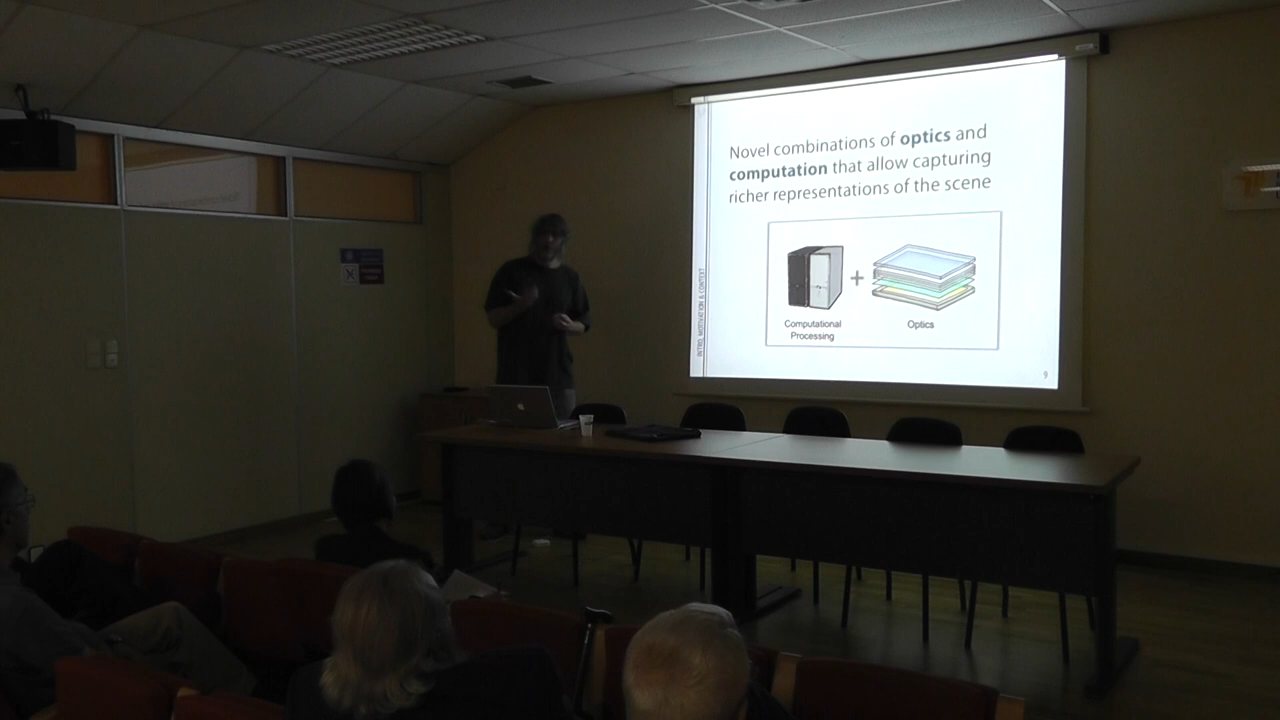 Novel combinations of optics and
computation that allow capturing
richer representations of the scene
Computational
Processing
+
Optics
INTRO, MOTIVATION & CONTEXT
9